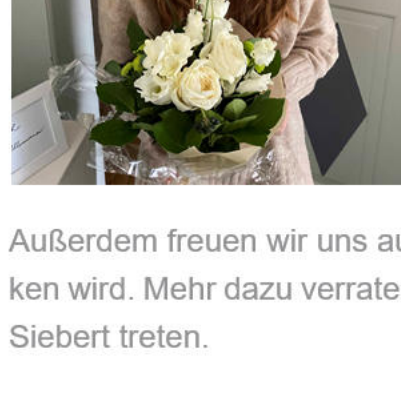 Außerdem freuen wir uns au
ken wird. Mehr dazu verrate
Siebert treten.